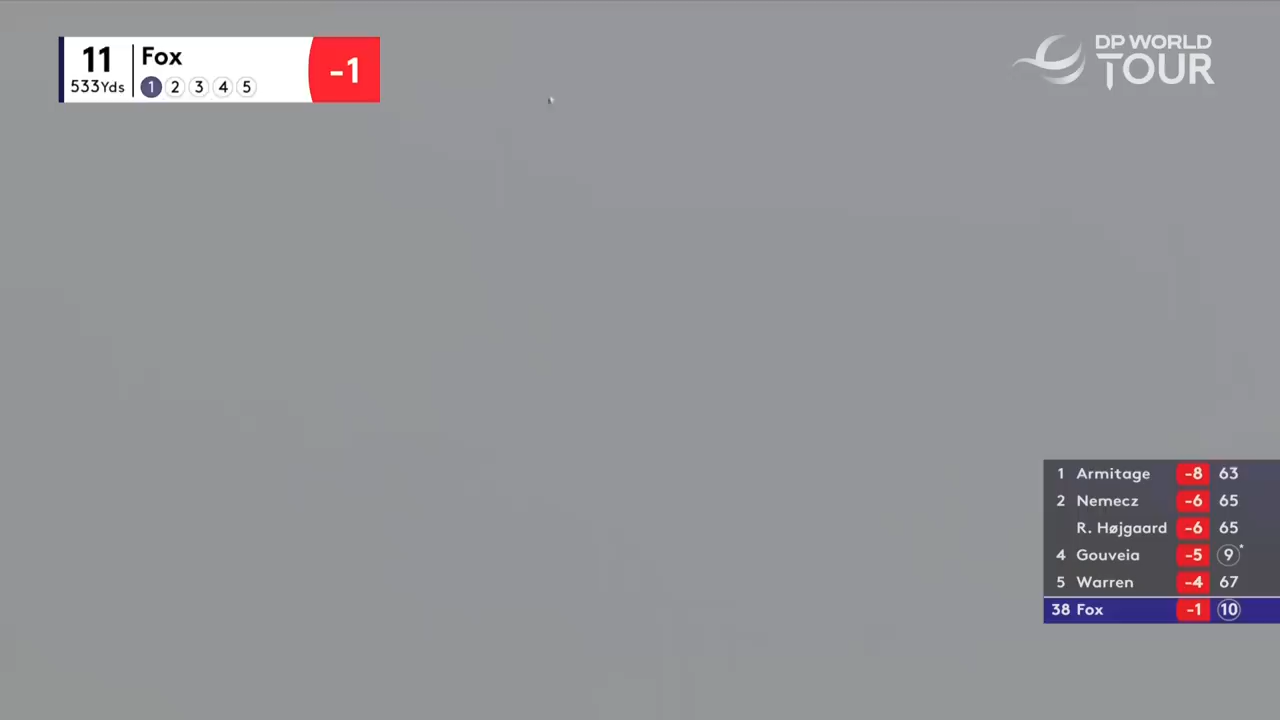 11 Fox -1
533Yds 1 2 3 4 5
DP WORLD
TOUR
1 Armitage -8 63
2 Nemecz -6 65
R. Højgaard -6 65
4 Gouveia -5 9*
5 Warren -4 67
38 Fox -1 10